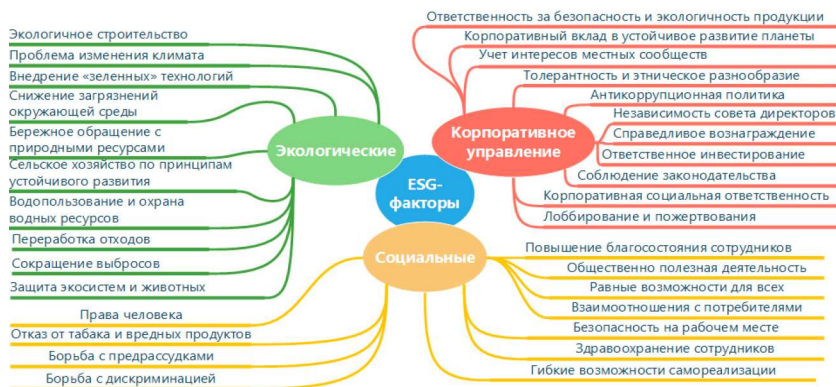 Экологичное строительство
Проблема изменения климата
Внедрение «зеленных» технологий
Снижение загрязнений
окружающей среды
Бережное обращение с
природными ресурсами
Сельское хозяйство по принципам
устойчивого развития
Водопользование и охрана
водных ресурсов
Переработка отходов
Сокращение выбросов
Защита экосистем и животных
Экологические
Ответственность за безопасность и экологичность продукции
Корпоративный вклад в устойчивое развитие планеты
Учет интересов местных сообществ
Толерантность и этническое разнообразие
Антикоррупционная политика
Независимость совета директоров
Справедливое вознаграждение
Ответственное инвестирование
Соблюдение законодательства
Корпоративная социальная ответственность
Лоббирование и пожертвования
Корпоративное
управление
ESG-
факторы
Социальные
Права человека
Отказ от табака и вредных продуктов
Борьба с предрассудками
Борьба с дискриминацией
Повышение благосостояния сотрудников
Общественно полезная деятельность
Равные возможности для всех
Взаимоотношения с потребителями
Безопасность на рабочем месте
Здравоохранение сотрудников
Гибкие возможности самореализации